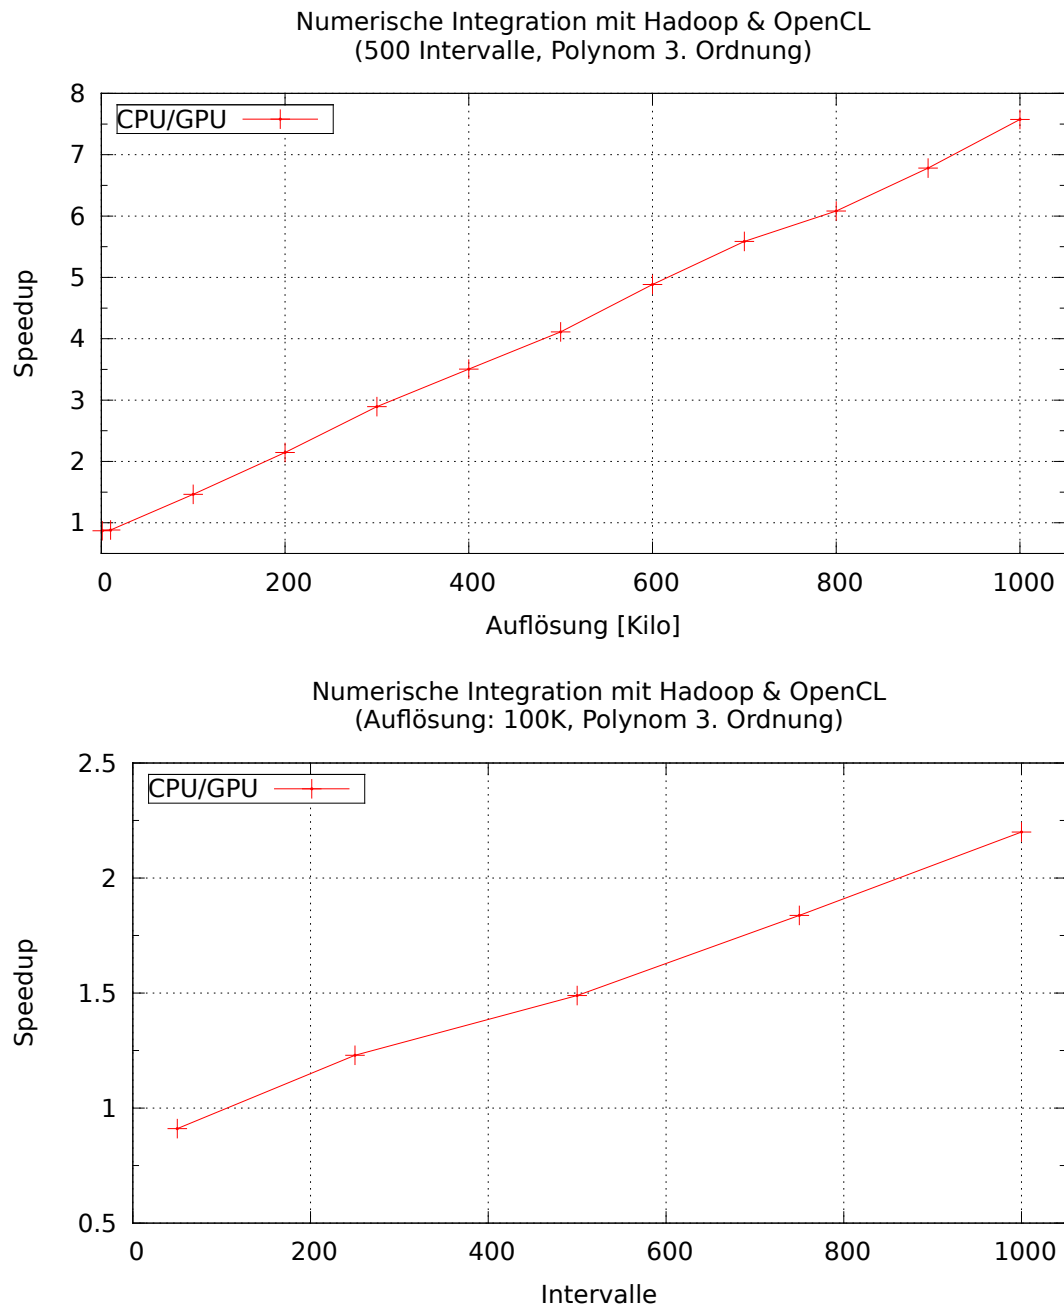 Numerische Integration mit Hadoop & OpenCL
(500 Intervalle, Polynom 3. Ordnung)
CPU/GPU
8
7
6
5
4
3
2
1
Speedup
0 200 400 600 800 1000
Auflösung [Kilo]
Numerische Integration mit Hadoop & OpenCL
(Auflösung: 100K, Polynom 3. Ordnung)
CPU/GPU
2.5
2
1.5
1
0.5
Speedup
0 200 400 600 800 1000
Intervalle